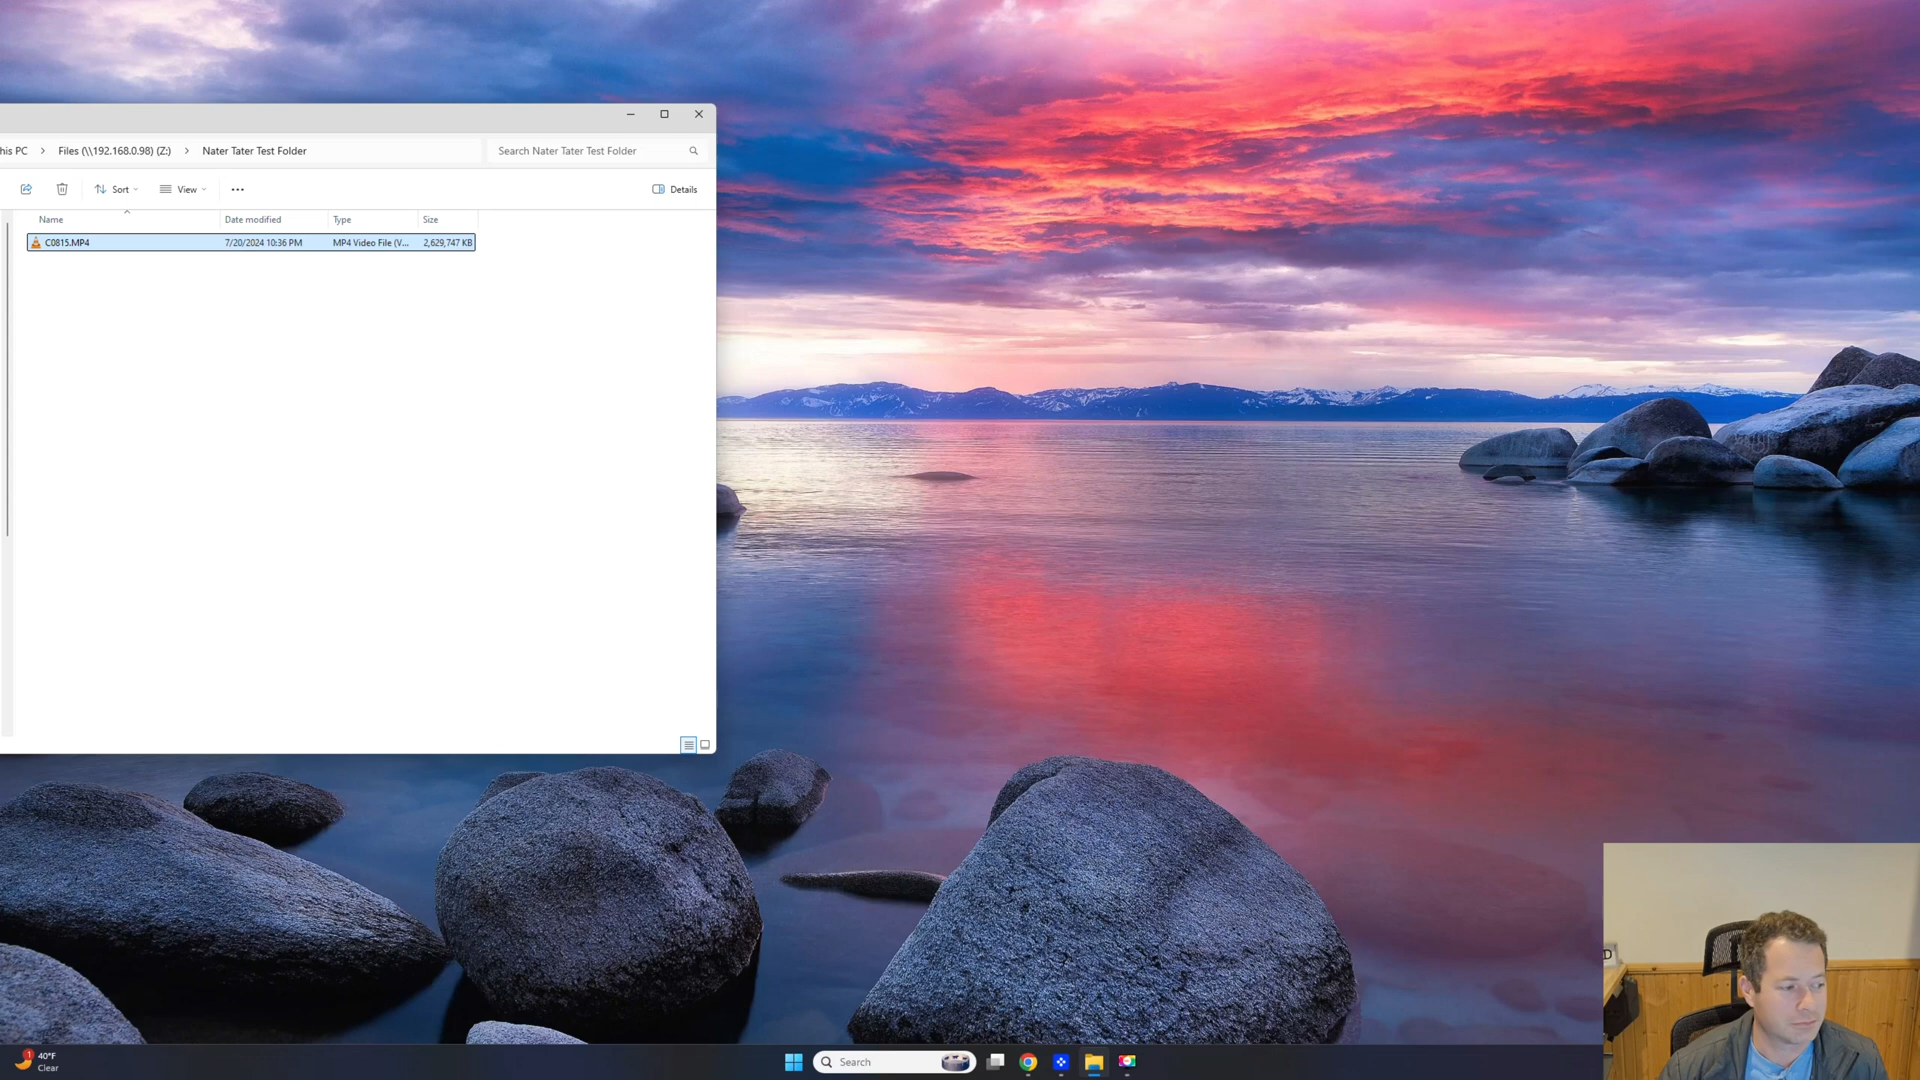 his PC > Files (\\192.168.0.98) (Z:) > Nater Tater Test Folder
Search Nater Tater Test Folder
Sort
View
Details
Name Date modified Type Size
C0815.MP4 7/20/2024 10:36 PM MP4 Video File (V... 2,629,747 KB
D
1
40°F
Clear
Search